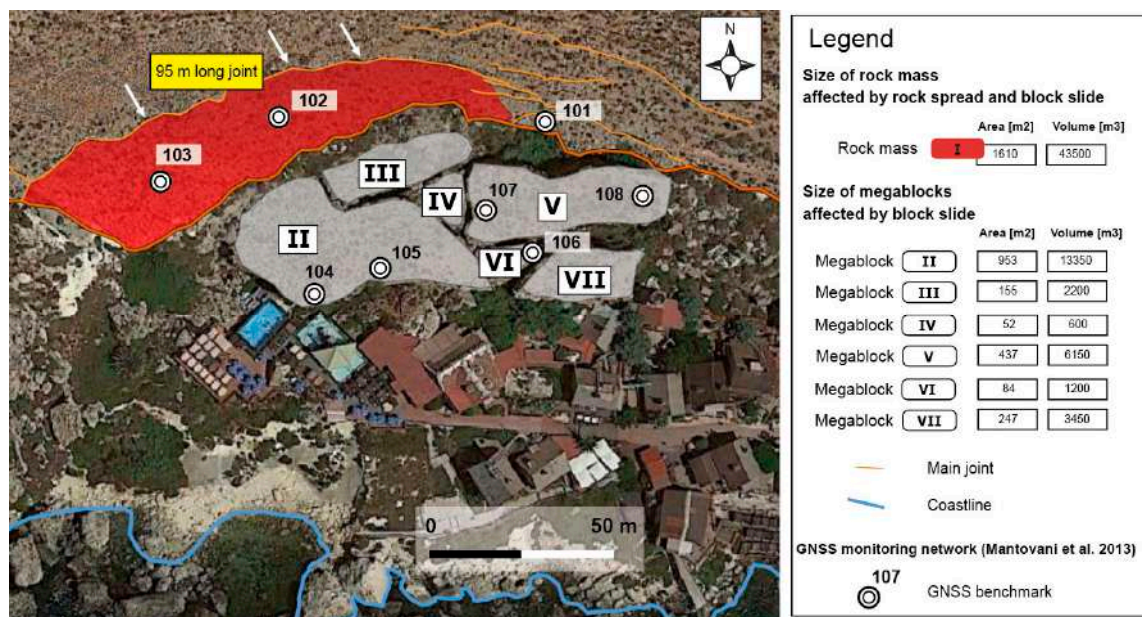 N
95 m long joint
102
101
103
III
IV
107
V
108
II
105
VI
106
VII
104
0 50 m
Legend
Size of rock mass
affected by rock spread and block slide
Area [m2] Volume [m3]
Rock mass I 1610 43500
Size of megablocks
affected by block slide
Area [m2] Volume [m3]
Megablock II 953 13350
Megablock III 155 2200
Megablock IV 52 600
Megablock V 437 6150
Megablock VI 84 1200
Megablock VII 247 3450
Main joint
Coastline
GNSS monitoring network (Mantovani et al. 2013)
107
GNSS benchmark